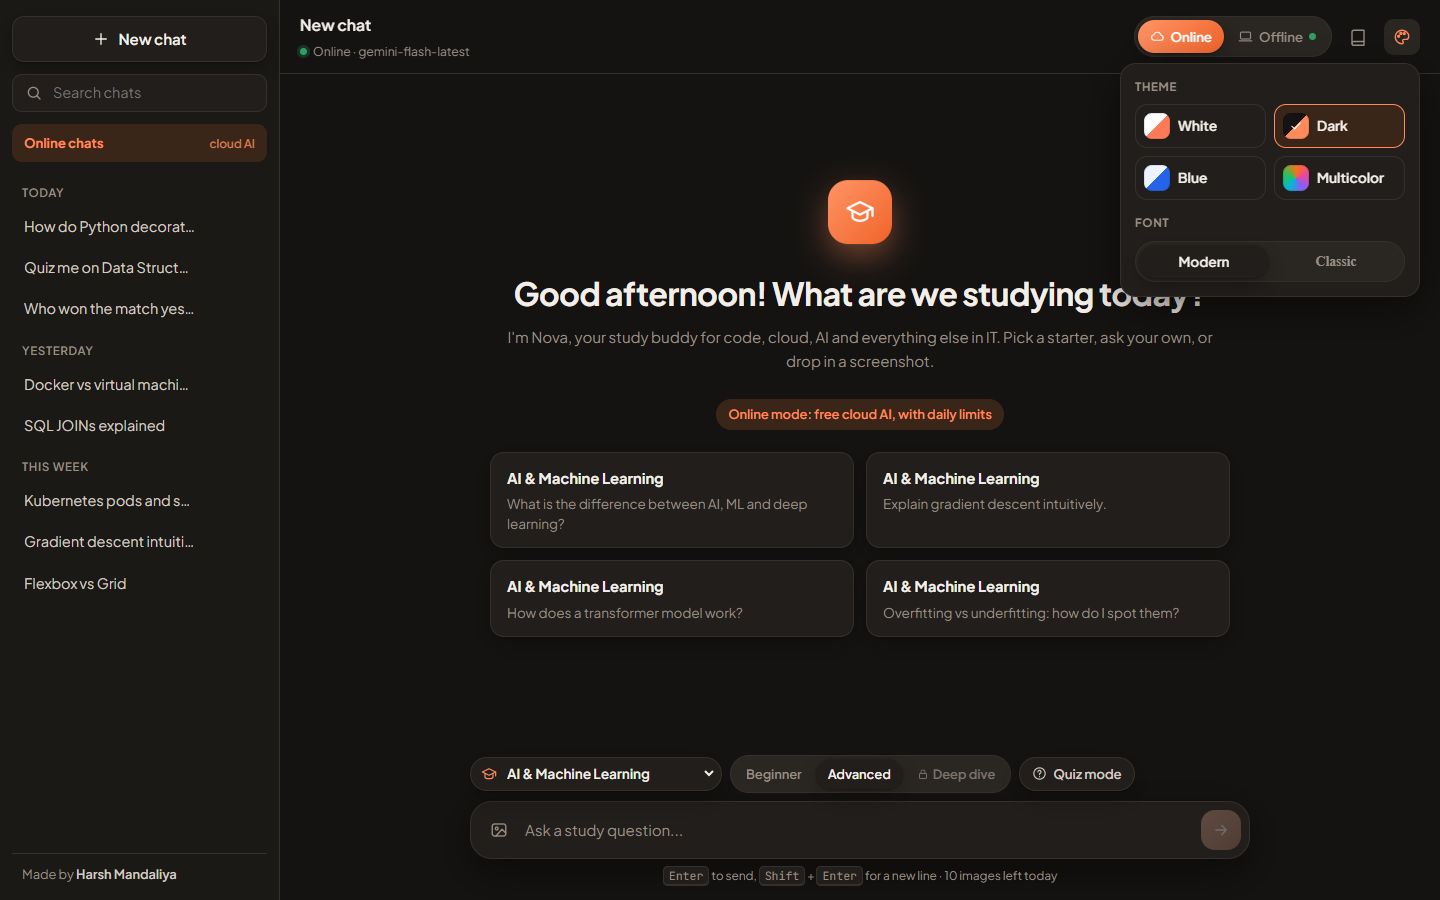 New chat
Search chats
Online chats cloud AI
TODAY
How do Python decorat...
Quiz me on Data Struct...
Who won the match yes...
YESTERDAY
Docker vs virtual machi...
SQL JOINs explained
THIS WEEK
Kubernetes pods and s...
Gradient descent intuiti...
Flexbox vs Grid
Made by Harsh Mandaliya
New chat
Online · gemini-flash-latest
Online Offline
THEME
White Dark
Blue Multicolor
FONT
Modern Classic
Good afternoon! What are we studying today?
I'm Nova, your study buddy for code, cloud, AI and everything else in IT. Pick a starter, ask your own, or
drop in a screenshot.
Online mode: free cloud AI, with daily limits
AI & Machine Learning
What is the difference between AI, ML and deep
learning?
AI & Machine Learning
Explain gradient descent intuitively.
AI & Machine Learning
How does a transformer model work?
AI & Machine Learning
Overfitting vs underfitting: how do I spot them?
AI & Machine Learning Beginner Advanced Deep dive Quiz mode
Ask a study question...
Enter to send, Shift + Enter for a new line · 10 images left today